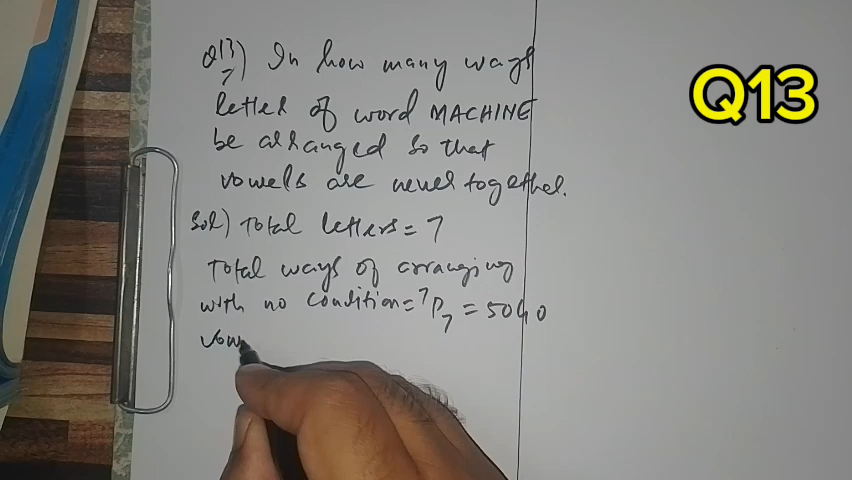 Q13) In how many ways
letter of word MACHINE
be arranged so that
vowels are never together.
Sol) Total letters = 7
Total ways of arranging
with no condition = ⁷P₇ = 5040
vow
Q13